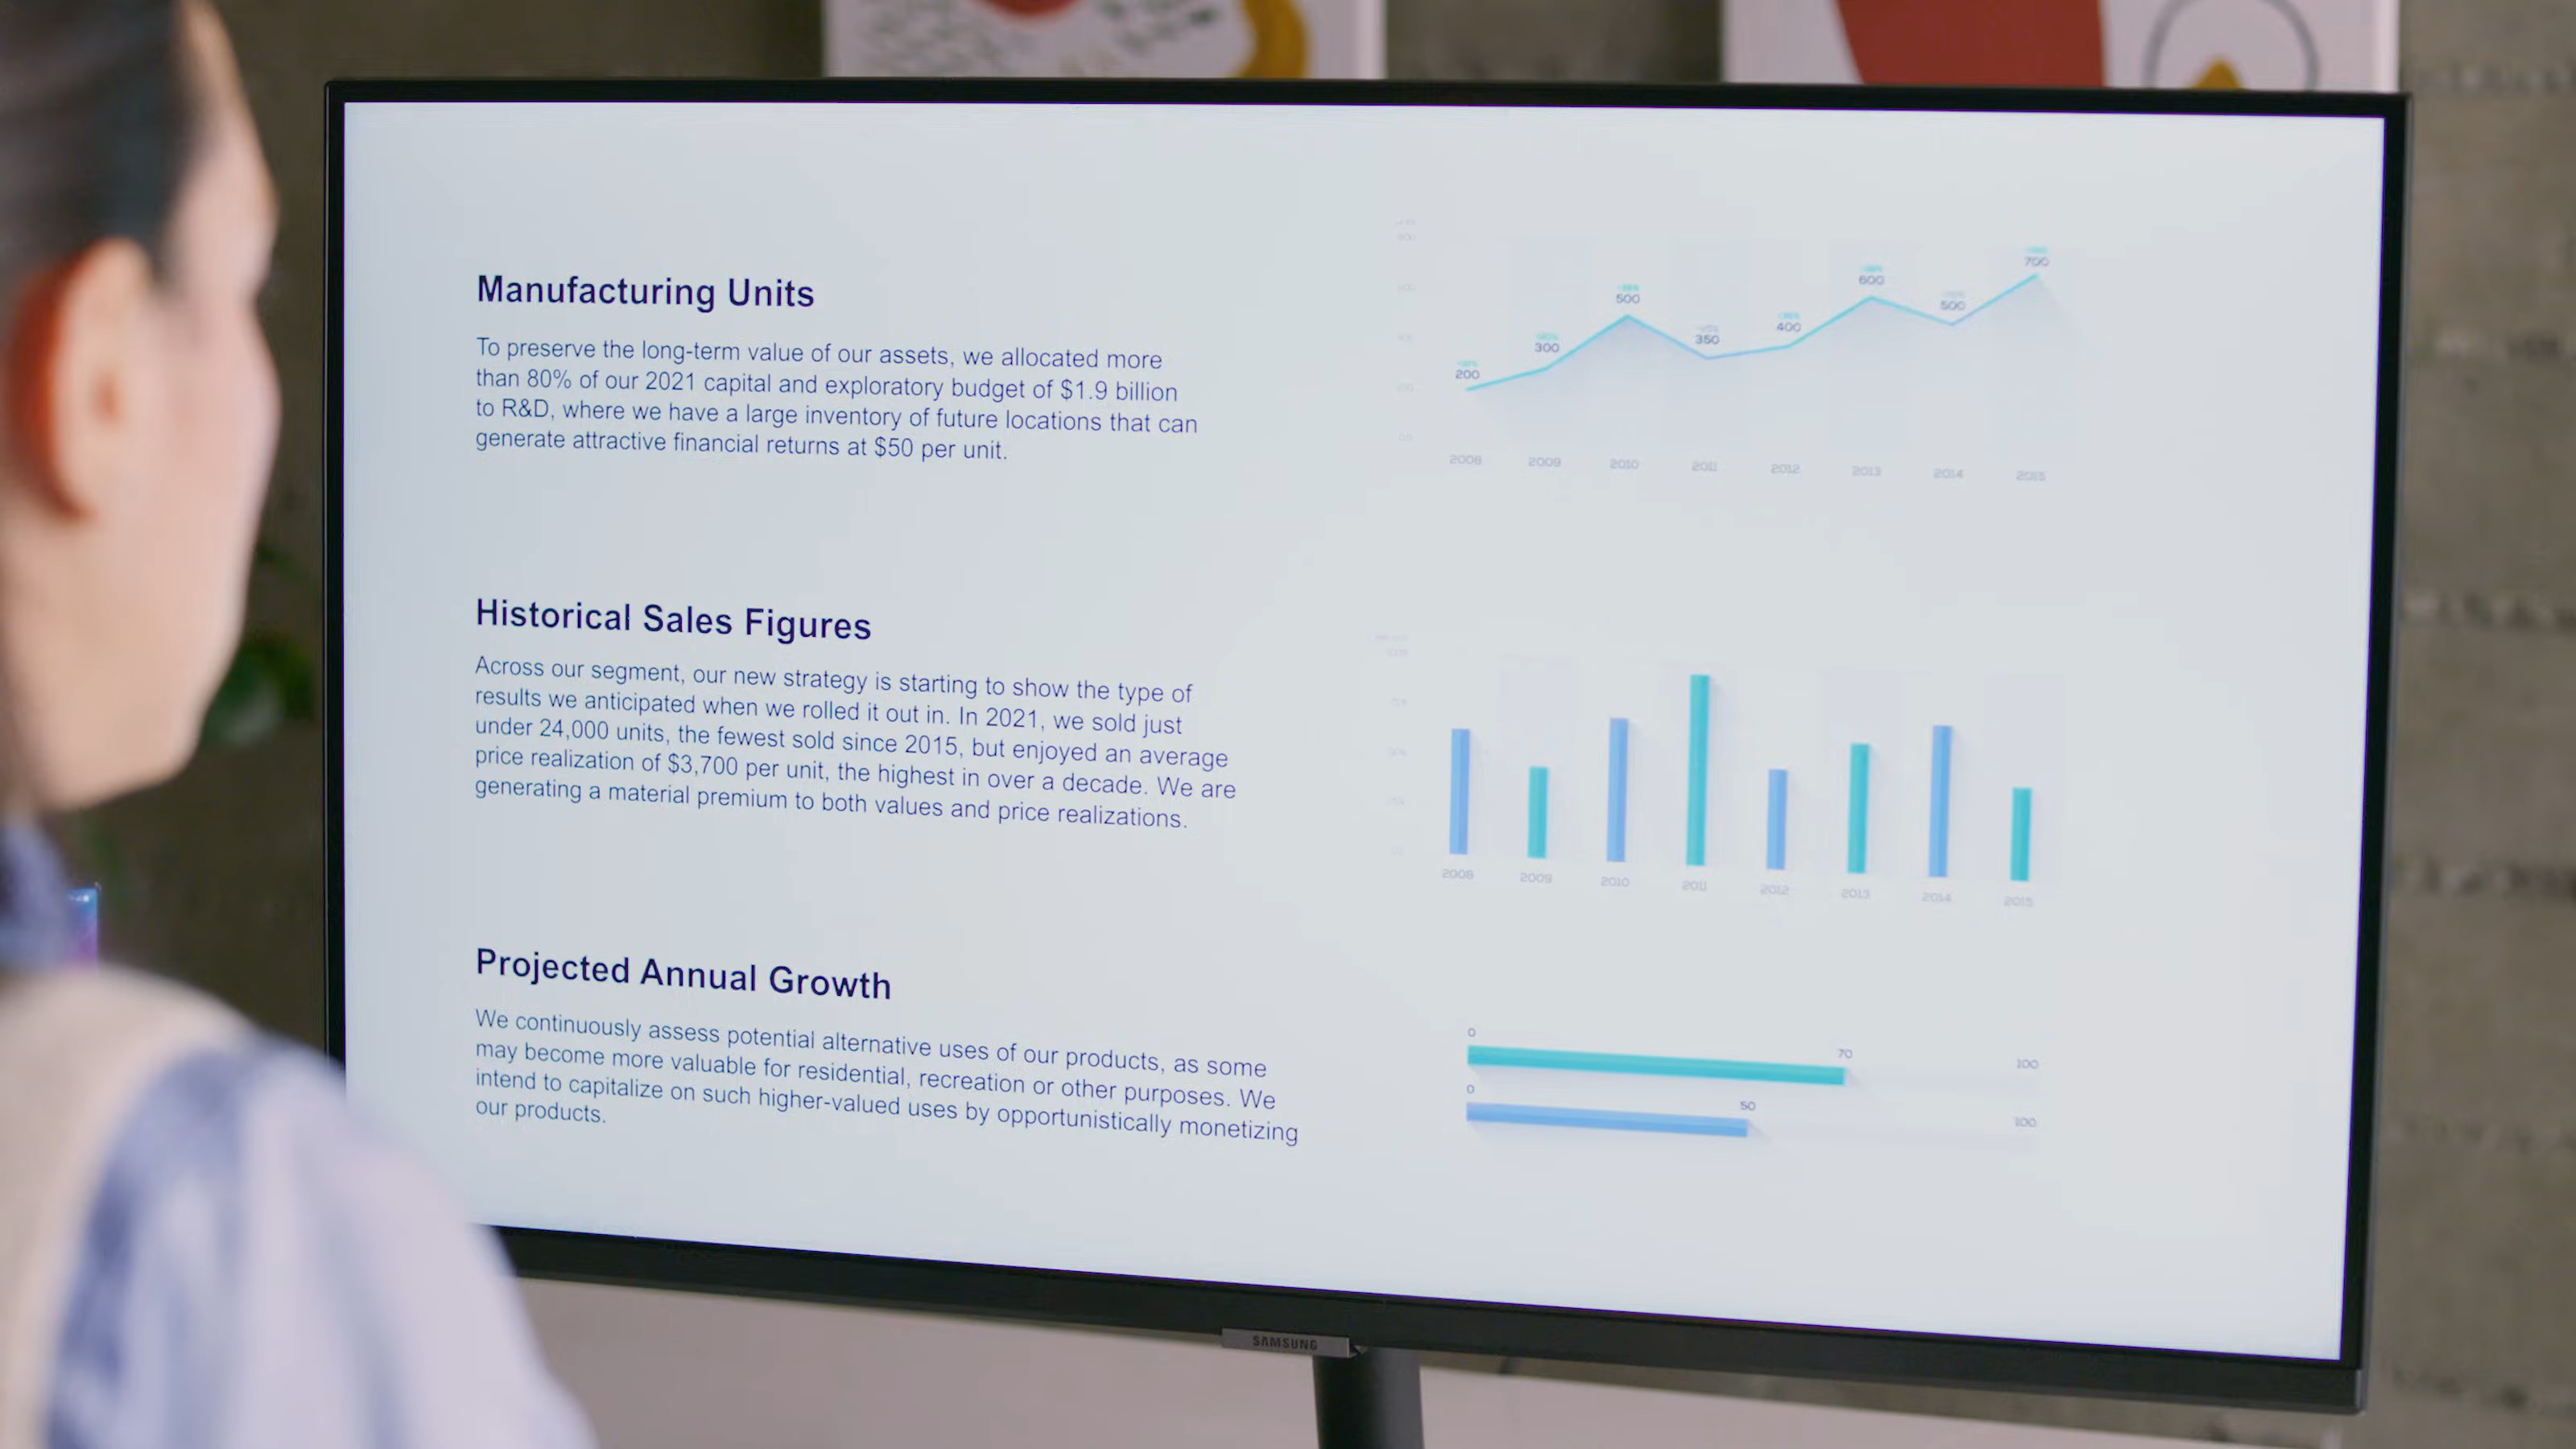 Manufacturing Units
To preserve the long-term value of our assets, we allocated more
than 80% of our 2021 capital and exploratory budget of $1.9 billion
to R&D, where we have a large inventory of future locations that can
generate attractive financial returns at $50 per unit.
200
300
500
350
400
600
500
700
2008 2009 2010 2011 2012 2013 2014 2015
Historical Sales Figures
Across our segment, our new strategy is starting to show the type of
results we anticipated when we rolled it out in. In 2021, we sold just
under 24,000 units, the fewest sold since 2015, but enjoyed an average
price realization of $3,700 per unit, the highest in over a decade. We are
generating a material premium to both values and price realizations.
2008 2009 2010 2011 2012 2013 2014 2015
Projected Annual Growth
We continuously assess potential alternative uses of our products, as some
may become more valuable for residential, recreation or other purposes. We
intend to capitalize on such higher-valued uses by opportunistically monetizing
our products.
0 70 100
0 50 100
SAMSUNG